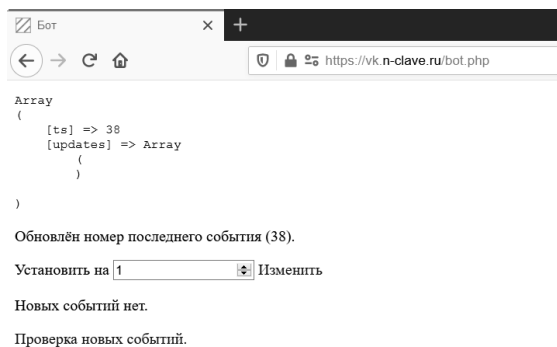 Бот
https://vk.n-clave.ru/bot.php
Array
(
[ts] => 38
[updates] => Array
(
)
)
Обновлён номер последнего события (38).
Установить на 1 Изменить
Новых событий нет.
Проверка новых событий.